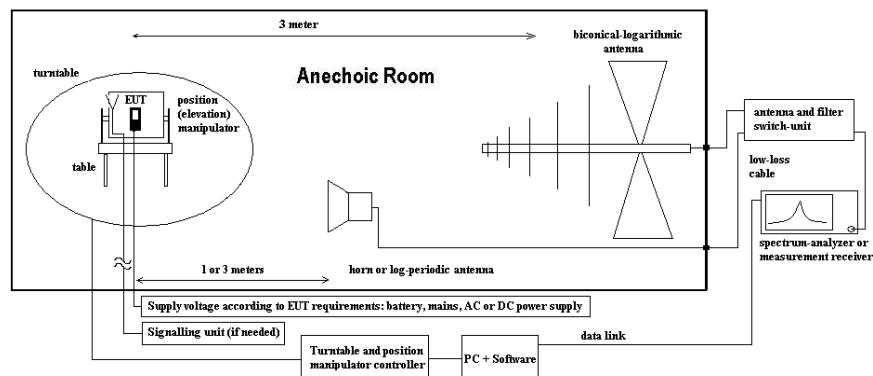 3 meter
biconical-logarithmic
antenna
turntable
Anechoic Room
EUT
position
(elevation)
manipulator
antenna and filter
switch-unit
table
low-loss
cable
spectrum-analyzer or
measurement receiver
1 or 3 meters
horn or log-periodic antenna
Supply voltage according to EUT requirements: battery, mains, AC or DC power supply
Signalling unit (if needed)
data link
Turntable and position
manipulator controller
PC + Software